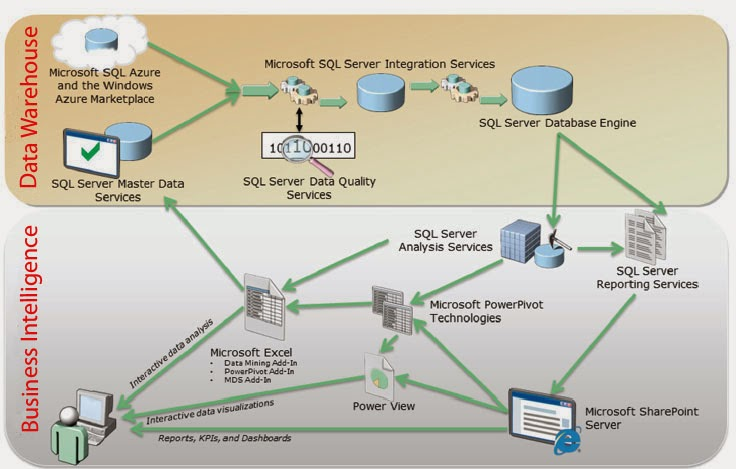 Data Warehouse
Microsoft SQL Azure
and the Windows
Azure Marketplace
Microsoft SQL Server Integration Services
SQL Server Database Engine
101100110
SQL Server Data Quality
Services
SQL Server Master Data
Services
Business Intelligence
SQL Server
Analysis Services
SQL Server
Reporting Services
Microsoft PowerPivot
Technologies
Microsoft Excel
• Data Mining Add-In
• PowerPivot Add-In
• MDS Add-In
Power View
Microsoft SharePoint
Server
Interactive data analysis
Interactive data visualizations
Reports, KPIs, and Dashboards